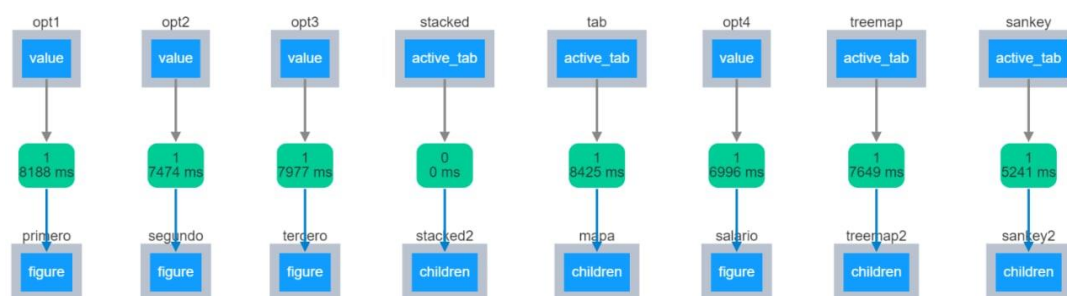 opt1 opt2 opt3 stacked tab opt4 treemap sankey
value value value active_tab active_tab value active_tab active_tab
1 1 1 0 1 1 1 1
8188 ms 7474 ms 7977 ms 0 ms 8425 ms 6996 ms 7649 ms 5241 ms
primero segundo tercero stacked2 mapa salario treemap2 sankey2
figure figure figure children children figure children children